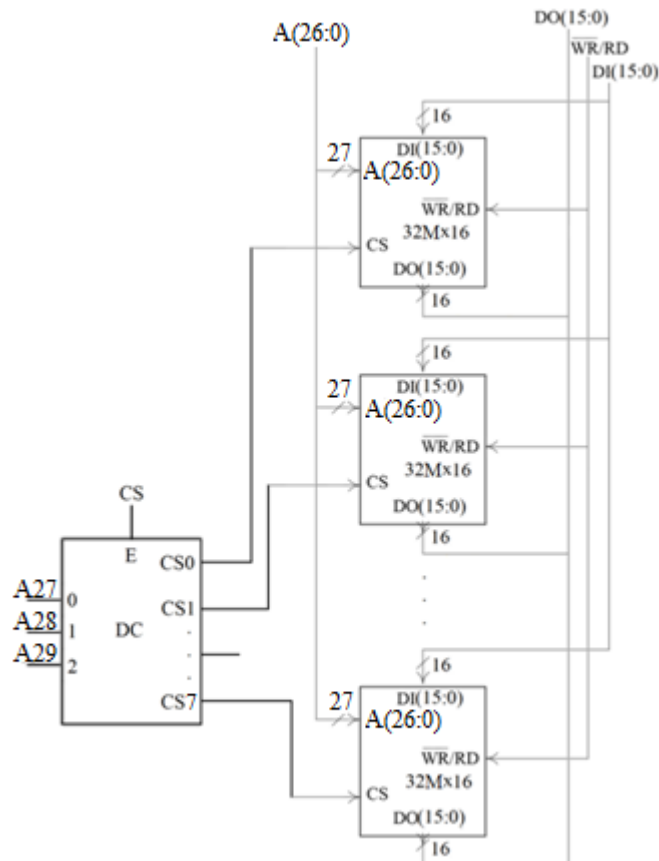 DO(15:0)
A(26:0)
WR/RD
DI(15:0)
16
DI(15:0)
27
A(26:0)
WR/RD
32Mx16
CS
DO(15:0)
16
16
DI(15:0)
27
A(26:0)
WR/RD
32Mx16
CS
DO(15:0)
16
CS
E
CS0
A27
0
CS1
A28
1
DC
A29
2
CS7
16
DI(15:0)
27
A(26:0)
WR/RD
32Mx16
CS
DO(15:0)
16